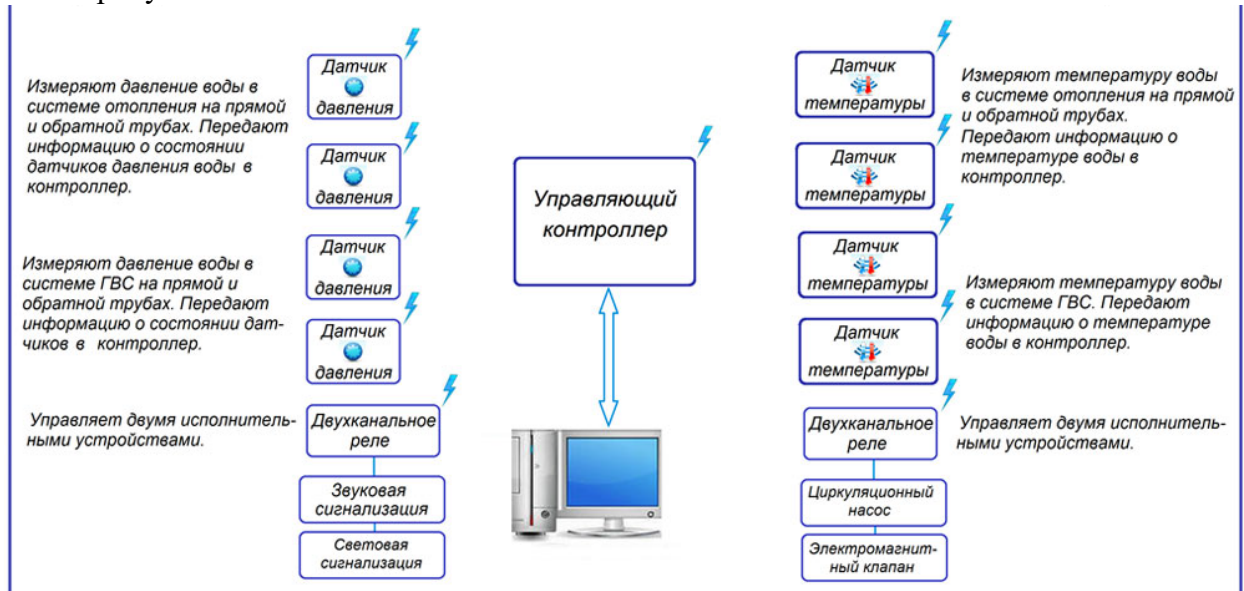 Измеряют давление воды в
системе отопления на прямой
и обратной трубах. Передают
информацию о состоянии
датчиков давления воды в
контроллер.
Измеряют давление воды в
системе ГВС на прямой и
обратной трубах. Передают
информацию о состоянии дат-
чиков в контроллер.
Управляет двумя исполнитель-
ными устройствами.
Датчик
давления
Датчик
давления
Датчик
давления
Датчик
давления
Двухканальное
реле
Звуковая
сигнализация
Световая
сигнализация
Управляющий
контроллер
Датчик
температуры
Датчик
температуры
Датчик
температуры
Датчик
температуры
Двухканальное
реле
Циркуляционный
насос
Электромагнит-
ный клапан
Измеряют температуру воды
в системе отопления на прямой
и обратной трубах.
Передают информацию о
температуре воды в
контроллер.
Измеряют температуру воды
в системе ГВС. Передают
информацию о температуре
воды в контроллер.
Управляет двумя исполнитель-
ными устройствами.